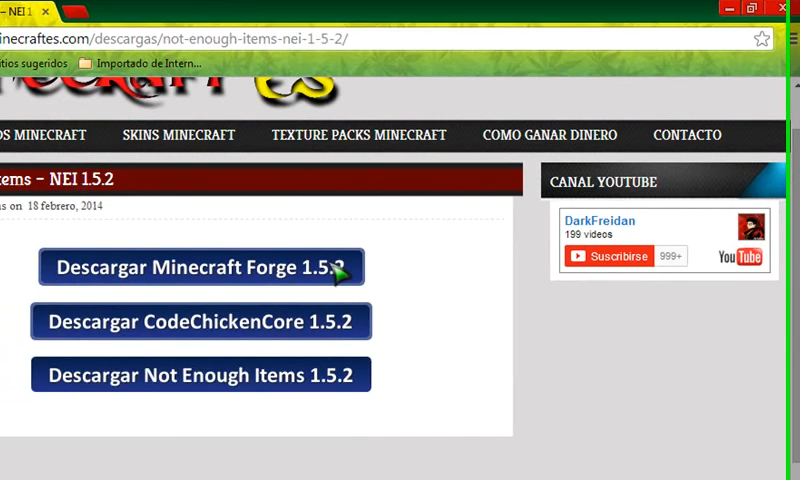 – NEI 1
inecraftes.com/descargas/not-enough-items-nei-1-5-2/
itios sugeridos Importado de Intern...
ES
DS MINECRAFT SKINS MINECRAFT TEXTURE PACKS MINECRAFT COMO GANAR DINERO CONTACTO
tems – NEI 1.5.2
ns on 18 febrero, 2014
Descargar Minecraft Forge 1.5.2
Descargar CodeChickenCore 1.5.2
Descargar Not Enough Items 1.5.2
CANAL YOUTUBE
DarkFreidan
199 videos
Suscribirse 999+
YouTube